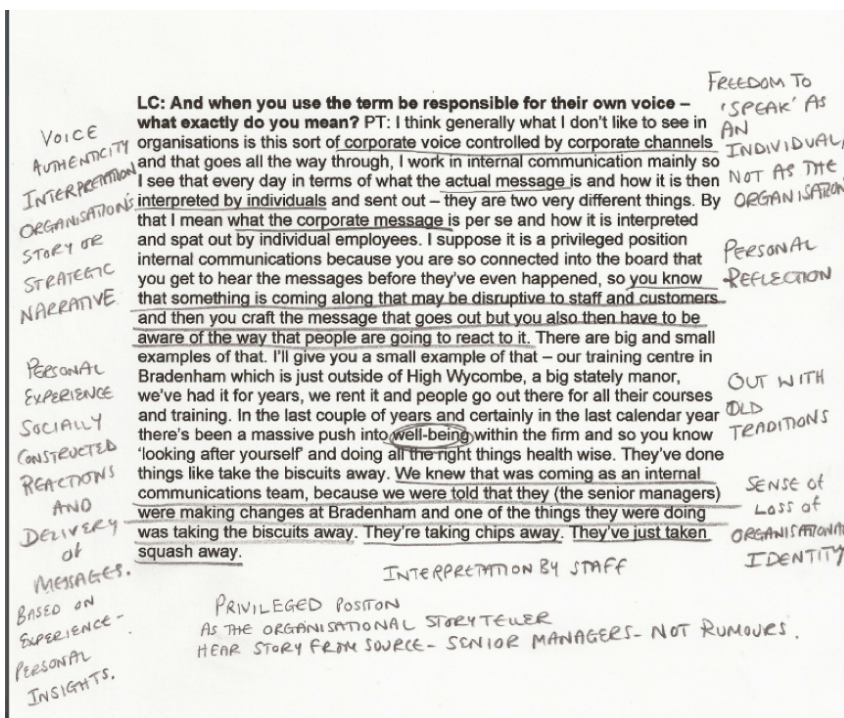 VOICE
AUTHENTICITY
INTERPRETATION
ORGANISATION'S
STORY OR
STRATEGIC
NARRATIVE
PERSONAL
EXPERIENCE
SOCIALLY
CONSTRUCTED
REACTIONS
AND
DELIVERY
of
MESSAGES.
BASED ON
EXPERIENCE -
PERSONAL
INSIGHTS.
LC: And when you use the term be responsible for their own voice –
what exactly do you mean? PT: I think generally what I don't like to see in
organisations is this sort of corporate voice controlled by corporate channels
and that goes all the way through, I work in internal communication mainly so
I see that every day in terms of what the actual message is and how it is then
interpreted by individuals and sent out – they are two very different things. By
that I mean what the corporate message is per se and how it is interpreted
and spat out by individual employees. I suppose it is a privileged position
internal communications because you are so connected into the board that
you get to hear the messages before they've even happened, so you know
that something is coming along that may be disruptive to staff and customers
and then you craft the message that goes out but you also then have to be
aware of the way that people are going to react to it. There are big and small
examples of that. I'll give you a small example of that – our training centre in
Bradenham which is just outside of High Wycombe, a big stately manor,
we've had it for years, we rent it and people go out there for all their courses
and training. In the last couple of years and certainly in the last calendar year
there's been a massive push into well-being within the firm and so you know
'looking after yourself' and doing all the right things health wise. They've done
things like take the biscuits away. We knew that was coming as an internal
communications team, because we were told that they (the senior managers)
were making changes at Bradenham and one of the things they were doing
was taking the biscuits away. They're taking chips away. They've just taken
squash away.
FREEDOM TO
'SPEAK' AS
AN
INDIVIDUAL,
NOT AS THE
ORGANISATION
PERSONAL
REFLECTION
OUT WITH
OLD
TRADITIONS
SENSE OF
LOSS OF
ORGANISATIONAL
IDENTITY
INTERPRETATION BY STAFF
PRIVILEGED POSITON
AS THE ORGANISATIONAL STORYTELLER
HEAR STORY FROM SOURCE - SENIOR MANAGERS - NOT RUMOURS.